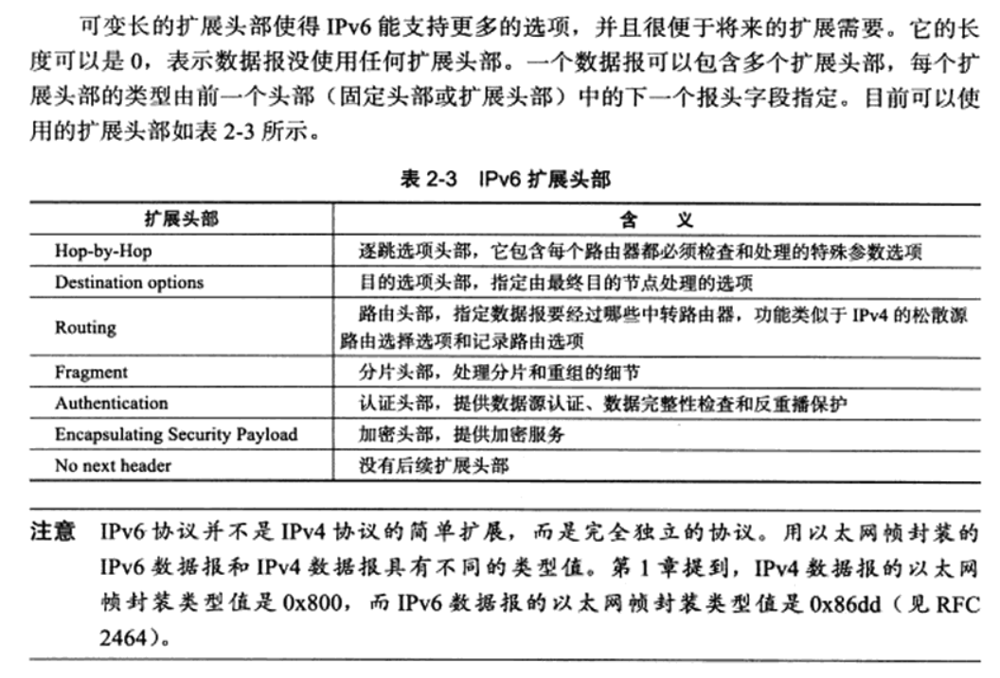 可变长的扩展头部使得 IPv6 能支持更多的选项，并且很便于将来的扩展需要。它的长
度可以是 0，表示数据报没使用任何扩展头部。一个数据报可以包含多个扩展头部，每个扩
展头部的类型由前一个头部（固定头部或扩展头部）中的下一个报头字段指定。目前可以使
用的扩展头部如表 2-3 所示。
表 2-3 IPv6 扩展头部
扩展头部 含 义
Hop-by-Hop 逐跳选项头部，它包含每个路由器都必须检查和处理的特殊参数选项
Destination options 目的选项头部，指定由最终目的节点处理的选项
Routing 路由头部，指定数据报要经过哪些中转路由器，功能类似于 IPv4 的松散源
路由选择选项和记录路由选项
Fragment 分片头部，处理分片和重组的细节
Authentication 认证头部，提供数据源认证、数据完整性检查和反重播保护
Encapsulating Security Payload 加密头部，提供加密服务
No next header 没有后续扩展头部
注意 IPv6 协议并不是 IPv4 协议的简单扩展，而是完全独立的协议。用以太网帧封装的
IPv6 数据报和 IPv4 数据报具有不同的类型值。第 1 章提到，IPv4 数据报的以太网
帧封装类型值是 0x800，而 IPv6 数据报的以太网帧封装类型值是 0x86dd（见 RFC
2464）。